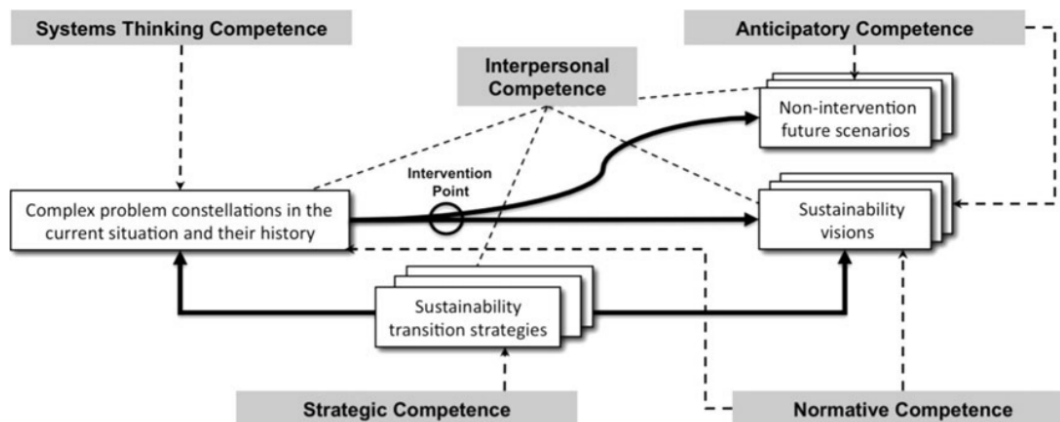 Systems Thinking Competence
Anticipatory Competence
Interpersonal
Competence
Non-intervention
future scenarios
Intervention
Point
Complex problem constellations in the
current situation and their history
Sustainability
visions
Sustainability
transition strategies
Strategic Competence
Normative Competence